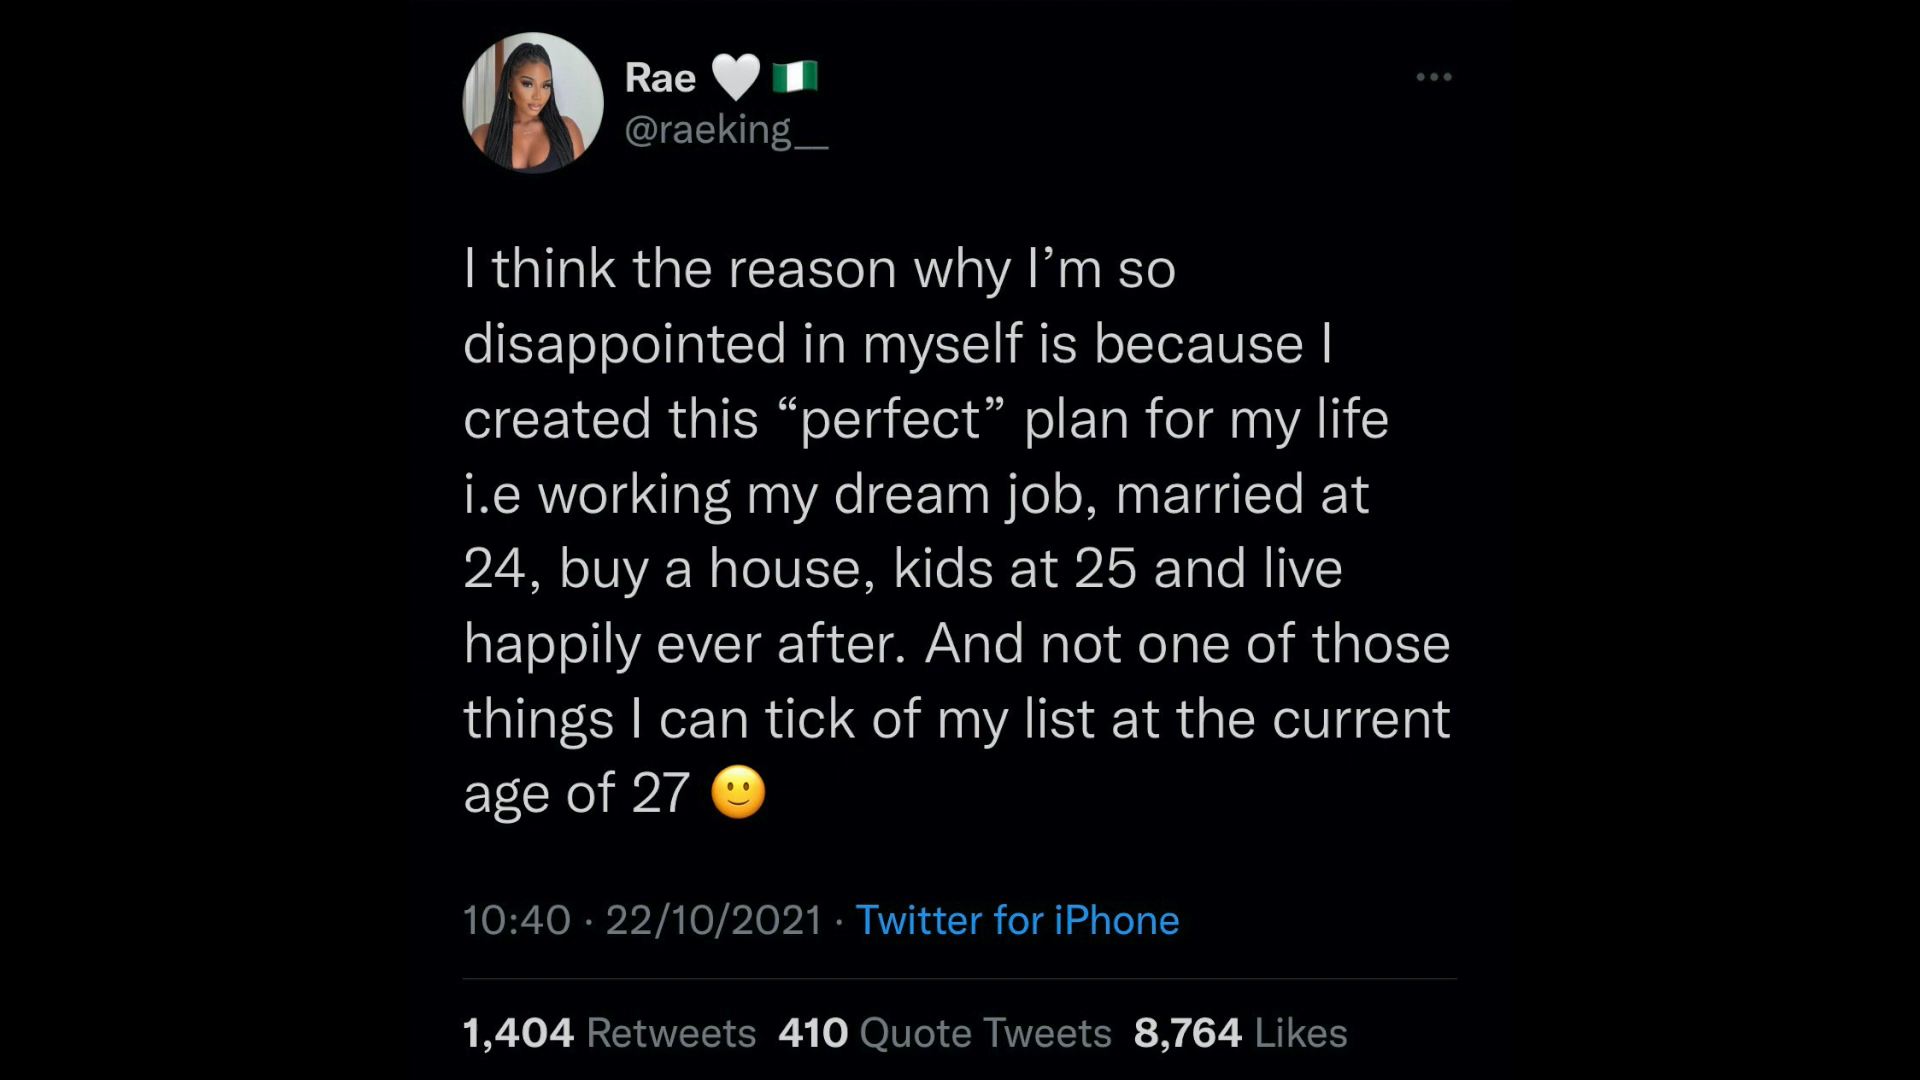 Rae 🤍 🇳🇬
@raeking__
I think the reason why I’m so
disappointed in myself is because I
created this “perfect” plan for my life
i.e working my dream job, married at
24, buy a house, kids at 25 and live
happily ever after. And not one of those
things I can tick of my list at the current
age of 27 🙂
10:40 · 22/10/2021 · Twitter for iPhone
1,404 Retweets 410 Quote Tweets 8,764 Likes